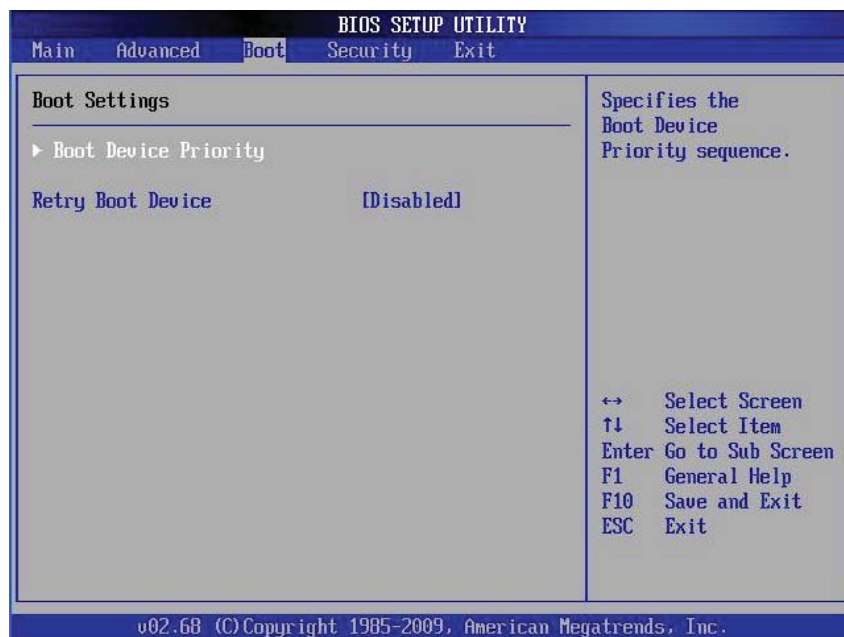 BIOS SETUP UTILITY
Main Advanced Boot Security Exit
Boot Settings
▶ Boot Device Priority
Retry Boot Device [Disabled]
Specifies the
Boot Device
Priority sequence.
↔ Select Screen
↑↓ Select Item
Enter Go to Sub Screen
F1 General Help
F10 Save and Exit
ESC Exit
v02.68 (C)Copyright 1985-2009, American Megatrends, Inc.